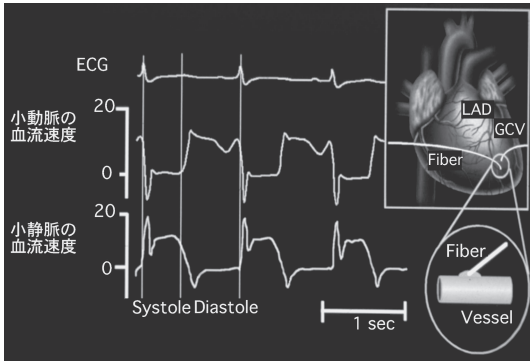 ECG
小動脈の
血流速度
20
0
小静脈の
血流速度
20
0
Systole Diastole
1 sec
LAD
GCV
Fiber
Fiber
Vessel